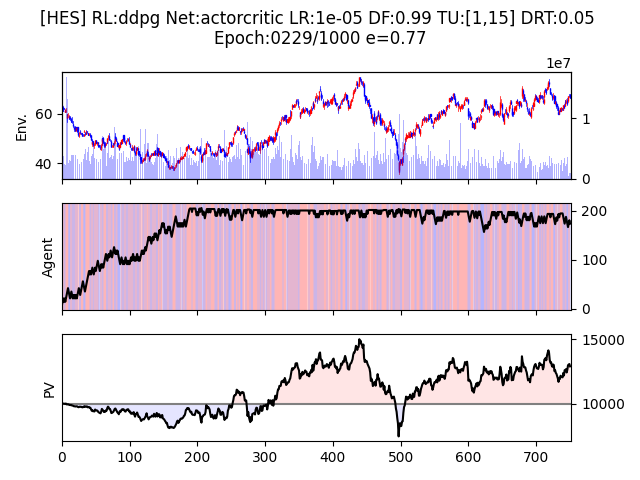 [HES] RL:ddpg Net:actorcritic LR:1e-05 DF:0.99 TU:[1,15] DRT:0.05
Epoch:0229/1000 e=0.77
1e7
Env.
60
40
1
0
Agent
200
100
0
PV
15000
10000
0 100 200 300 400 500 600 700